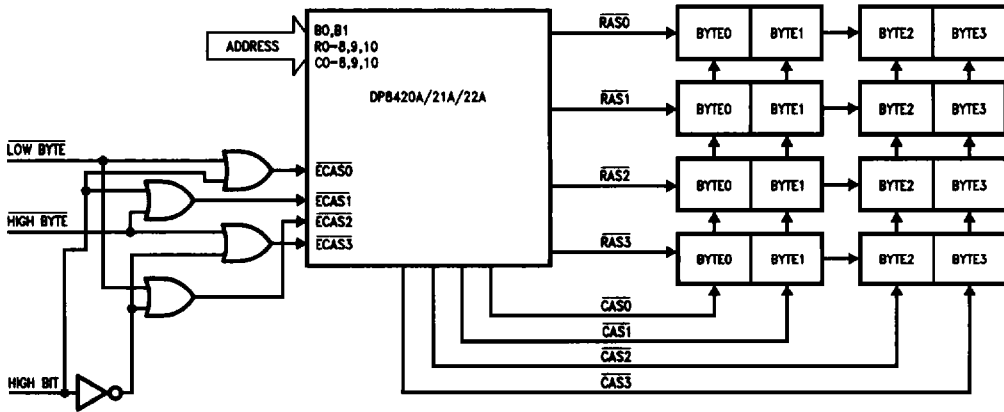 ADDRESS
B0,B1
R0-8,9,10
C0-8,9,10
DP8420A/21A/22A
RAS0
BYTE0 BYTE1 BYTE2 BYTE3
RAS1
BYTE0 BYTE1 BYTE2 BYTE3
LOW BYTE
ECAS0
RAS2
BYTE0 BYTE1 BYTE2 BYTE3
ECAS1
HIGH BYTE
ECAS2
ECAS3
RAS3
BYTE0 BYTE1 BYTE2 BYTE3
CAS0
CAS1
CAS2
CAS3
HIGH BIT